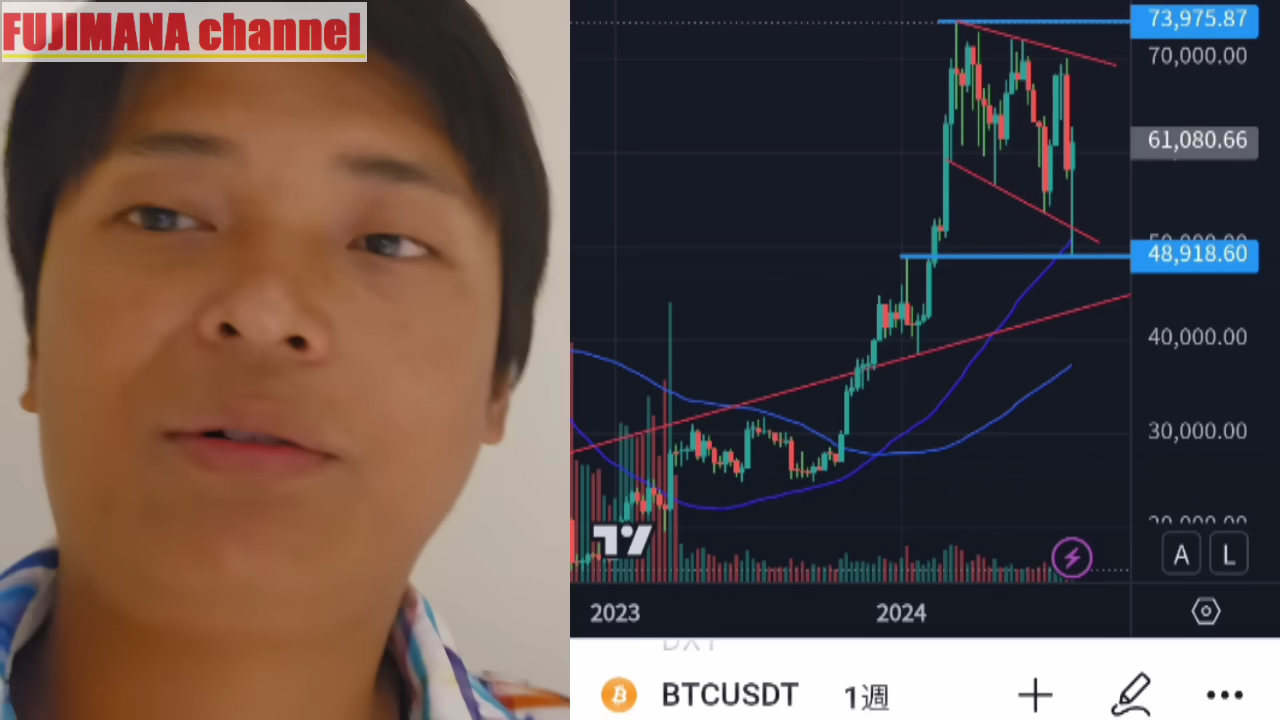 FUJIMANA channel
73,975.87
70,000.00
61,080.66
48,918.60
40,000.00
30,000.00
A L
2023 2024
BTCUSDT 1週